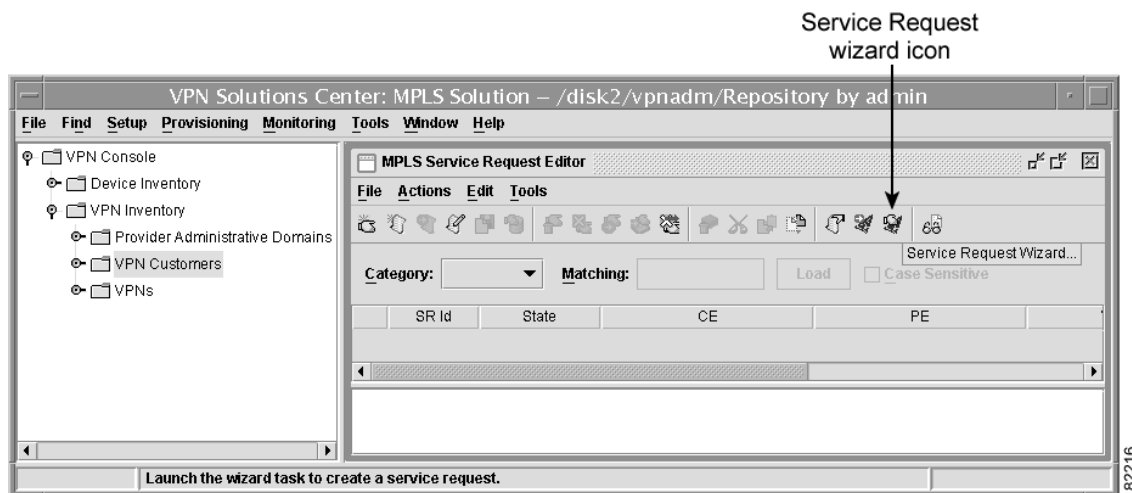 Service Request
wizard icon
VPN Solutions Center: MPLS Solution – /disk2/vpnadm/Repository by admin
File Find Setup Provisioning Monitoring Tools Window Help
VPN Console
Device Inventory
VPN Inventory
Provider Administrative Domains
VPN Customers
VPNs
MPLS Service Request Editor
File Actions Edit Tools
Service Request Wizard...
Category: Matching: Load Case Sensitive
SR Id State CE PE
Launch the wizard task to create a service request.
82216